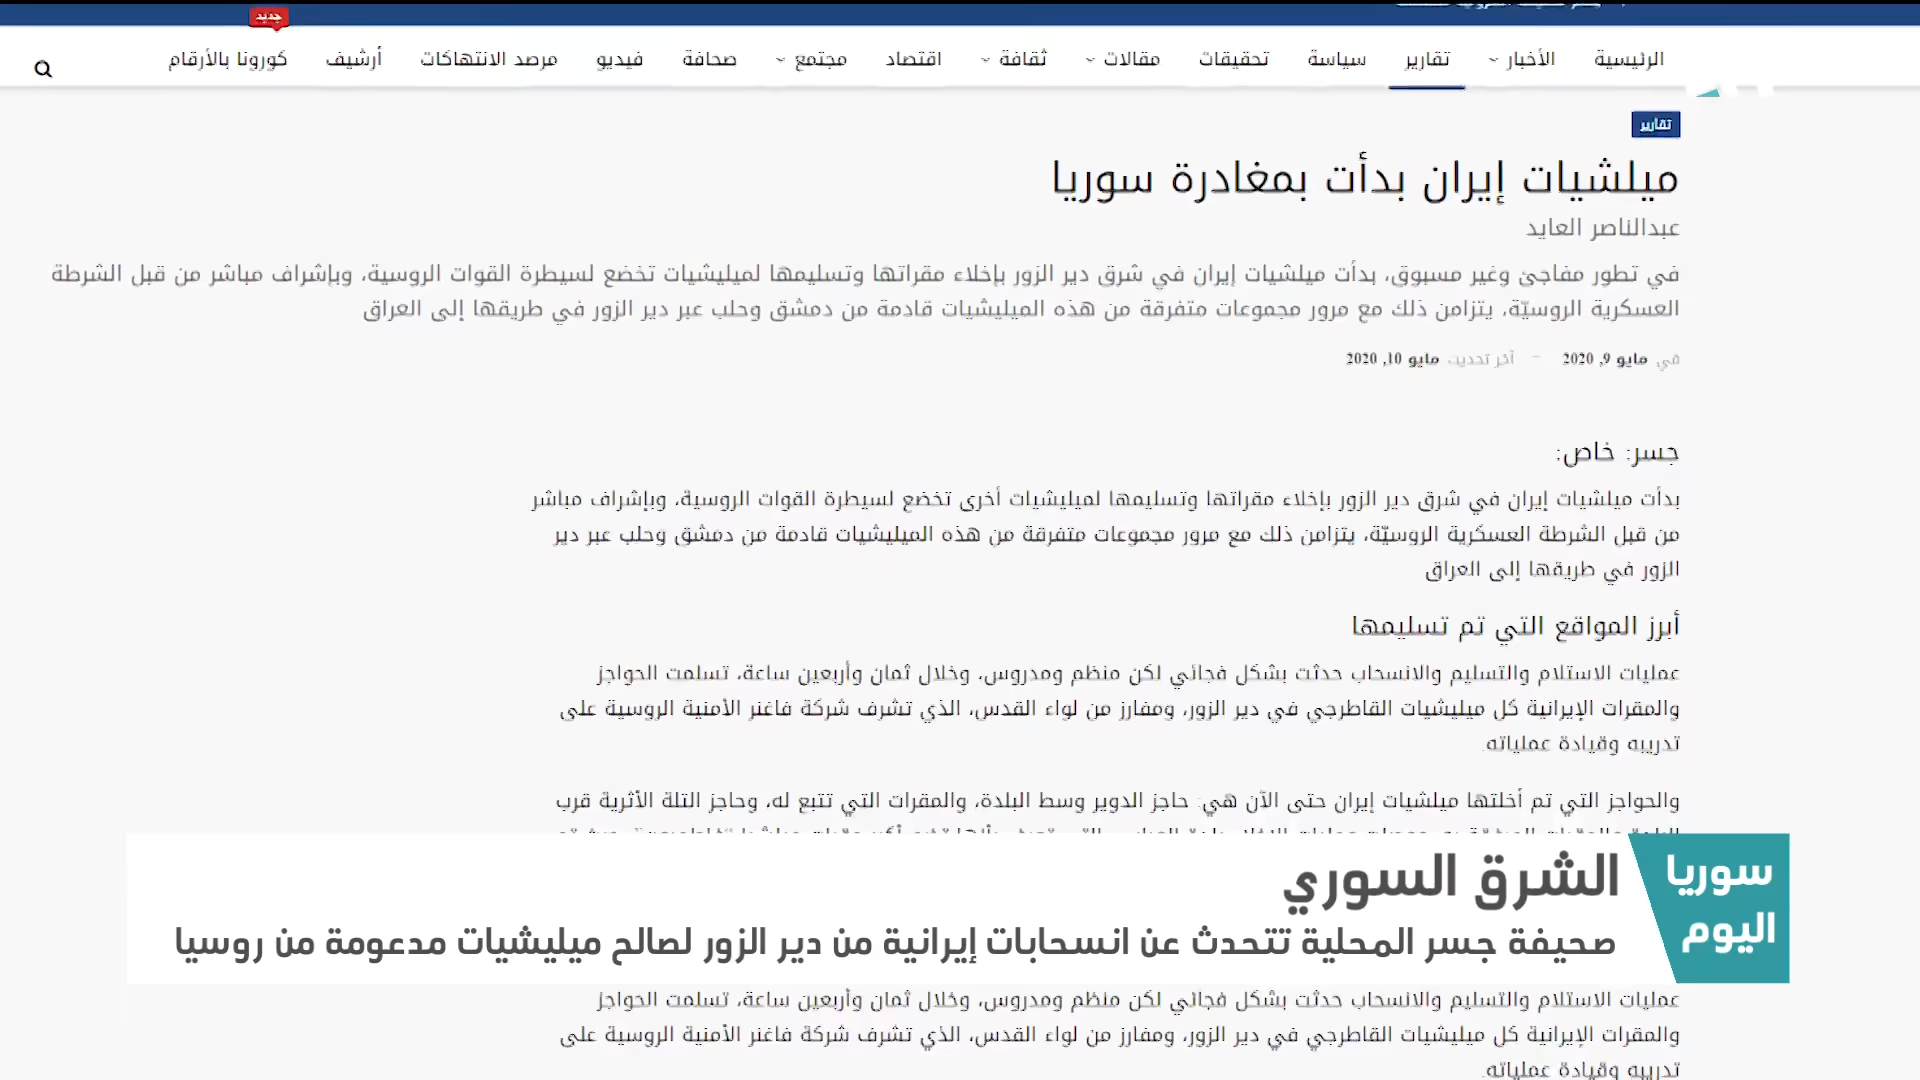 جديد
الرئيسية
الأخبار
تقارير
سياسة
تحقيقات
مقالات
ثقافة
اقتصاد
مجتمع
صحافة
فيديو
مرصد الانتهاكات
أرشيف
كورونا بالأرقام
تقارير
ميلشيات إيران بدأت بمغادرة سوريا
عبدالناصر العايد
في تطور مفاجئ وغير مسبوق، بدأت ميلشيات إيران في شرق دير الزور بإخلاء مقراتها وتسليمها لميليشيات تخضع لسيطرة القوات الروسية، وبإشراف مباشر من قبل الشرطة
العسكرية الروسيّة، يتزامن ذلك مع مرور مجموعات متفرقة من هذه الميليشيات قادمة من دمشق وحلب عبر دير الزور في طريقها إلى العراق
في مايو 9, 2020 – آخر تحديث مايو 10, 2020
جسر: خاص:
بدأت ميلشيات إيران في شرق دير الزور بإخلاء مقراتها وتسليمها لميليشيات أخرى تخضع لسيطرة القوات الروسية، وبإشراف مباشر
من قبل الشرطة العسكرية الروسيّة، يتزامن ذلك مع مرور مجموعات متفرقة من هذه الميليشيات قادمة من دمشق وحلب عبر دير
الزور في طريقها إلى العراق
أبرز المواقع التي تم تسليمها
عمليات الاستلام والتسليم والانسحاب حدثت بشكل فجائي لكن منظم ومدروس، وخلال ثمان وأربعين ساعة، تسلمت الحواجز
والمقرات الإيرانية كل ميليشيات القاطرجي في دير الزور، ومفارز من لواء القدس، الذي تشرف شركة فاغنر الأمنية الروسية على
تدريبه وقيادة عملياته.
والحواجز التي تم أخلتها ميلشيات إيران حتى الآن هي: حاجز الدوير وسط البلدة، والمقرات التي تتبع له، وحاجز التلة الأثرية قرب
سوريا
اليوم
الشرق السوري
صحيفة جسر المحلية تتحدث عن انسحابات إيرانية من دير الزور لصالح ميليشيات مدعومة من روسيا
عمليات الاستلام والتسليم والانسحاب حدثت بشكل فجائي لكن منظم ومدروس، وخلال ثمان وأربعين ساعة، تسلمت الحواجز
والمقرات الإيرانية كل ميليشيات القاطرجي في دير الزور، ومفارز من لواء القدس، الذي تشرف شركة فاغنر الأمنية الروسية على
تدريبه وقيادة عملياته.